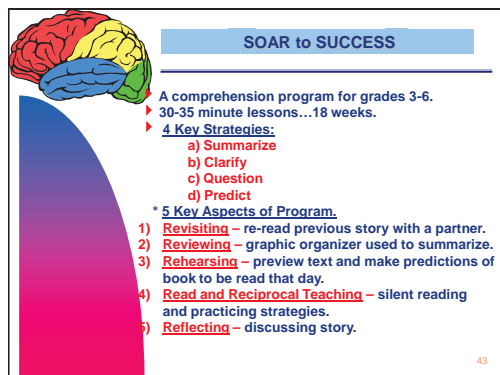 SOAR to SUCCESS
A comprehension program for grades 3-6.
30-35 minute lessons…18 weeks.
4 Key Strategies:
a) Summarize
b) Clarify
c) Question
d) Predict
* 5 Key Aspects of Program.
1) Revisiting – re-read previous story with a partner.
2) Reviewing – graphic organizer used to summarize.
3) Rehearsing – preview text and make predictions of
book to be read that day.
4) Read and Reciprocal Teaching – silent reading
and practicing strategies.
5) Reflecting – discussing story.
43